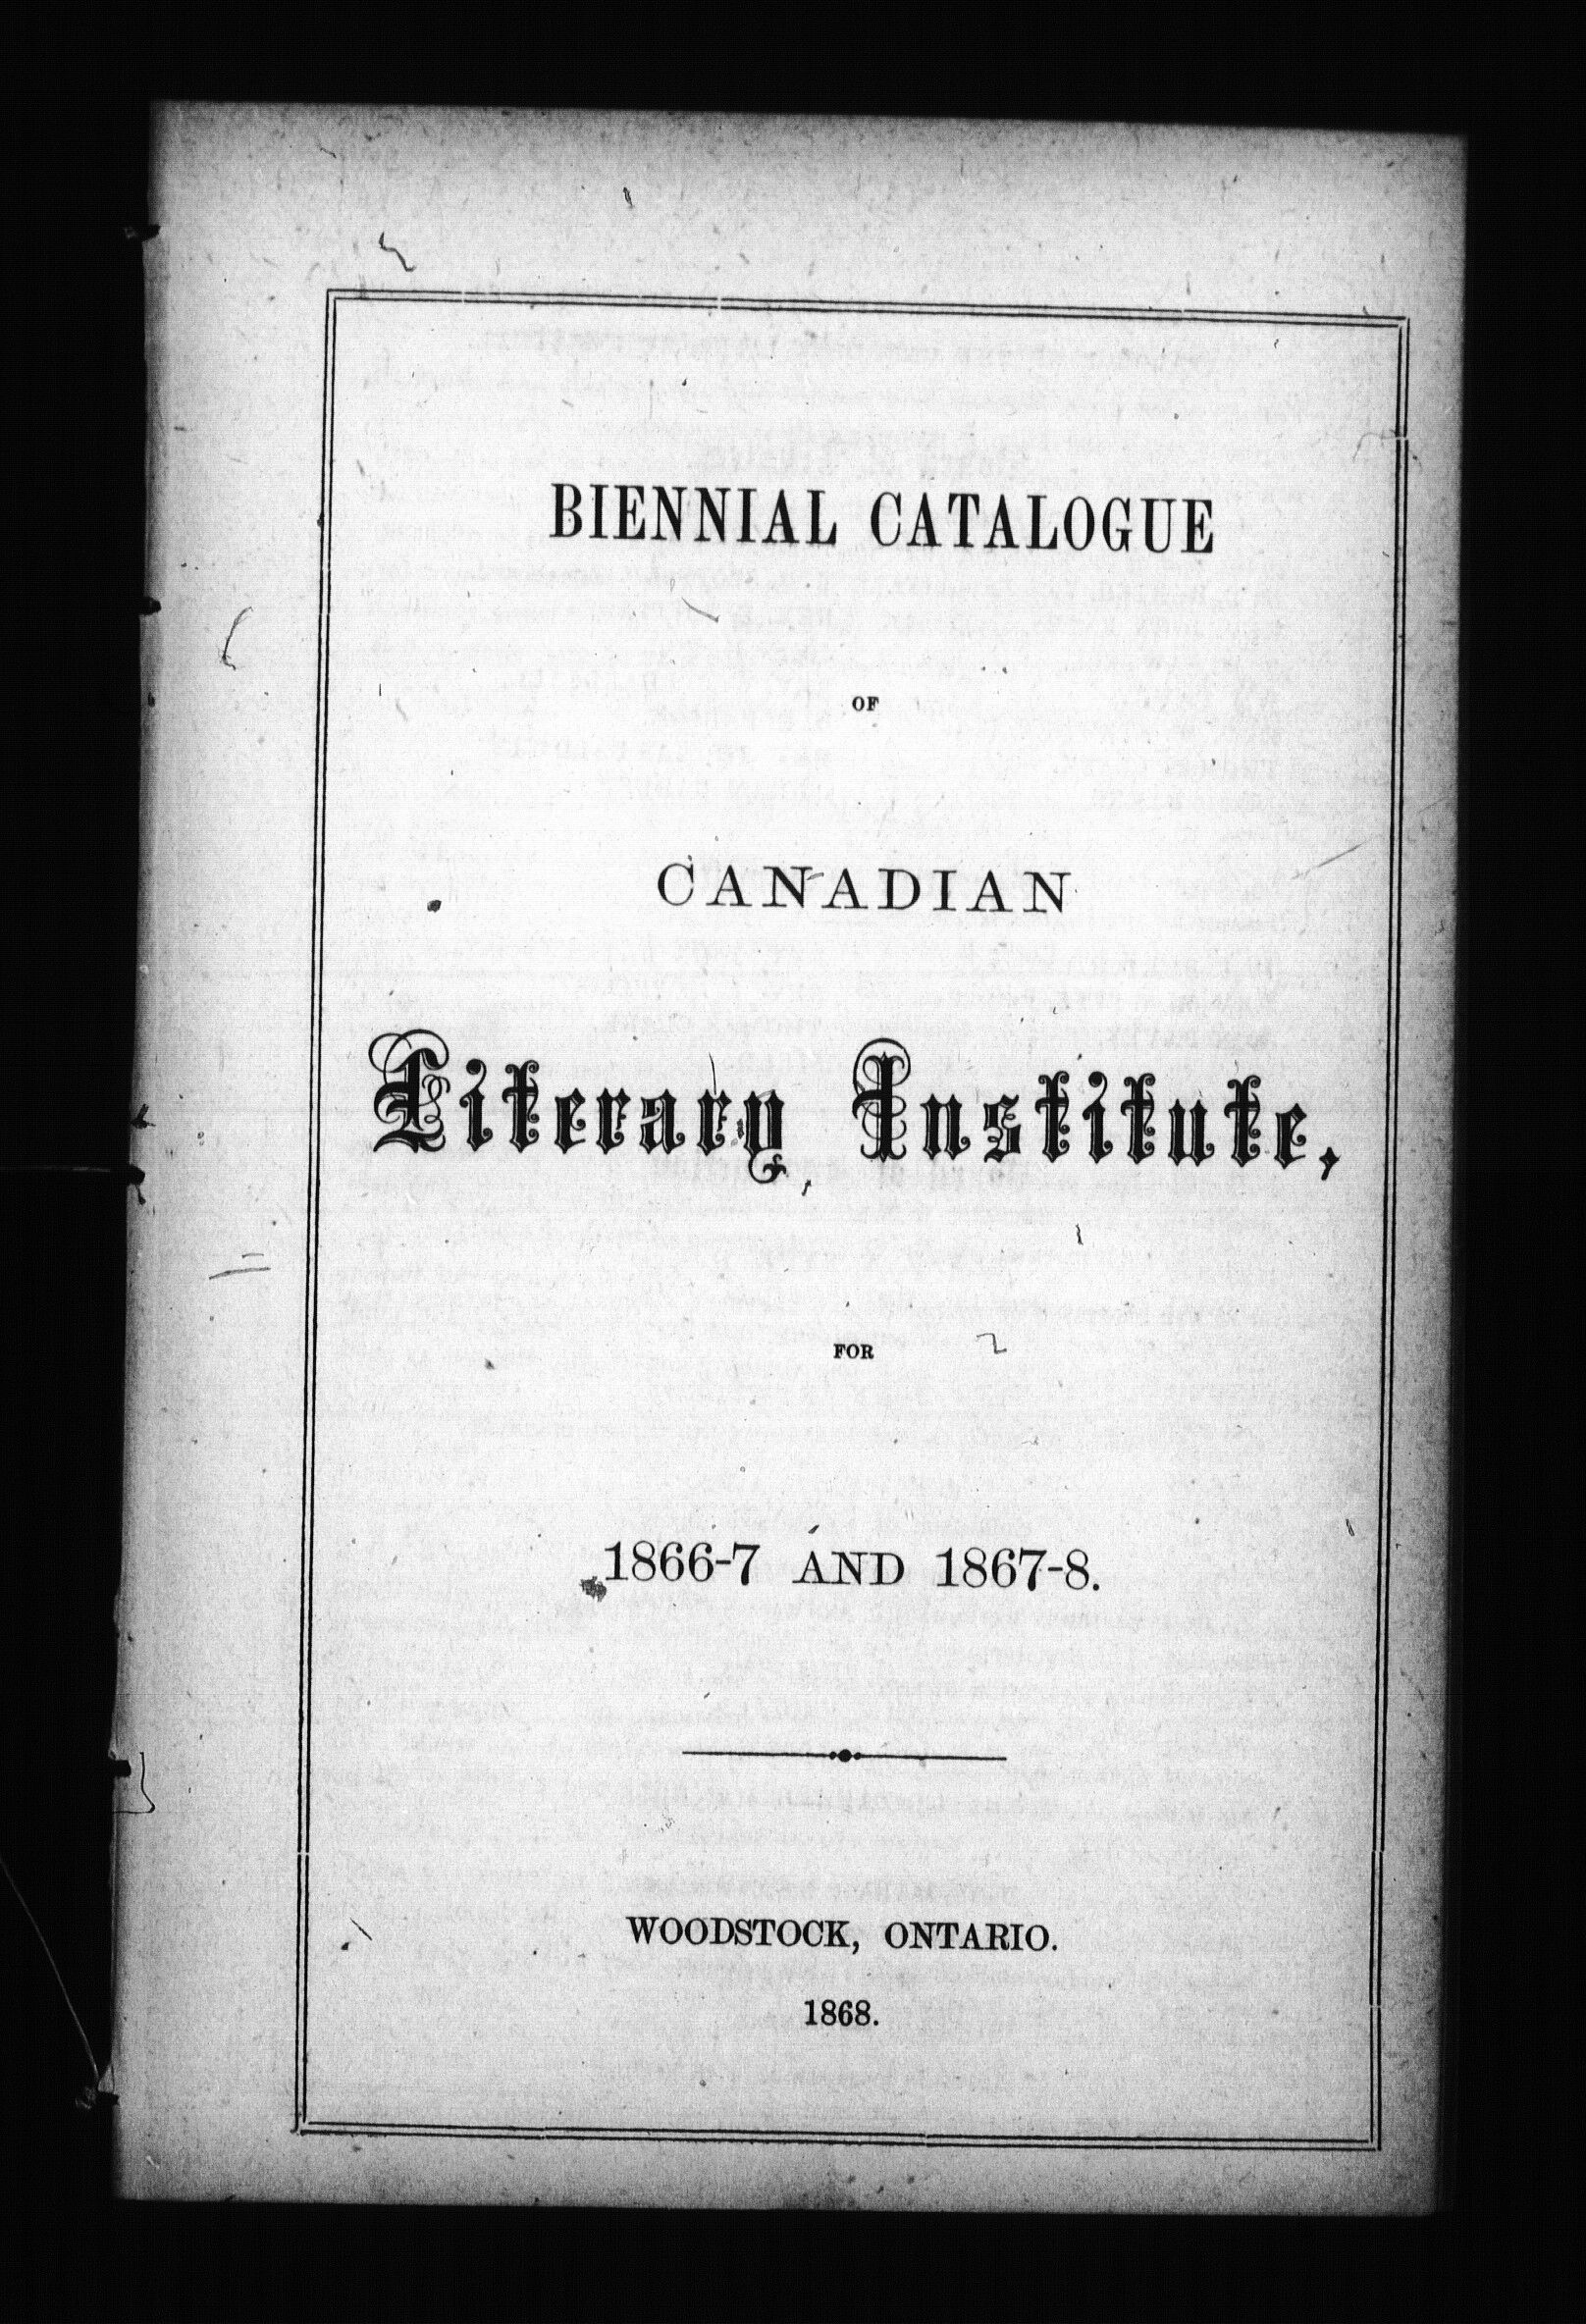 BIENNIAL CATALOGUE
OF
CANADIAN
Literary Institute,
FOR
1866-7 AND 1867-8.
WOODSTOCK, ONTARIO.
1868.